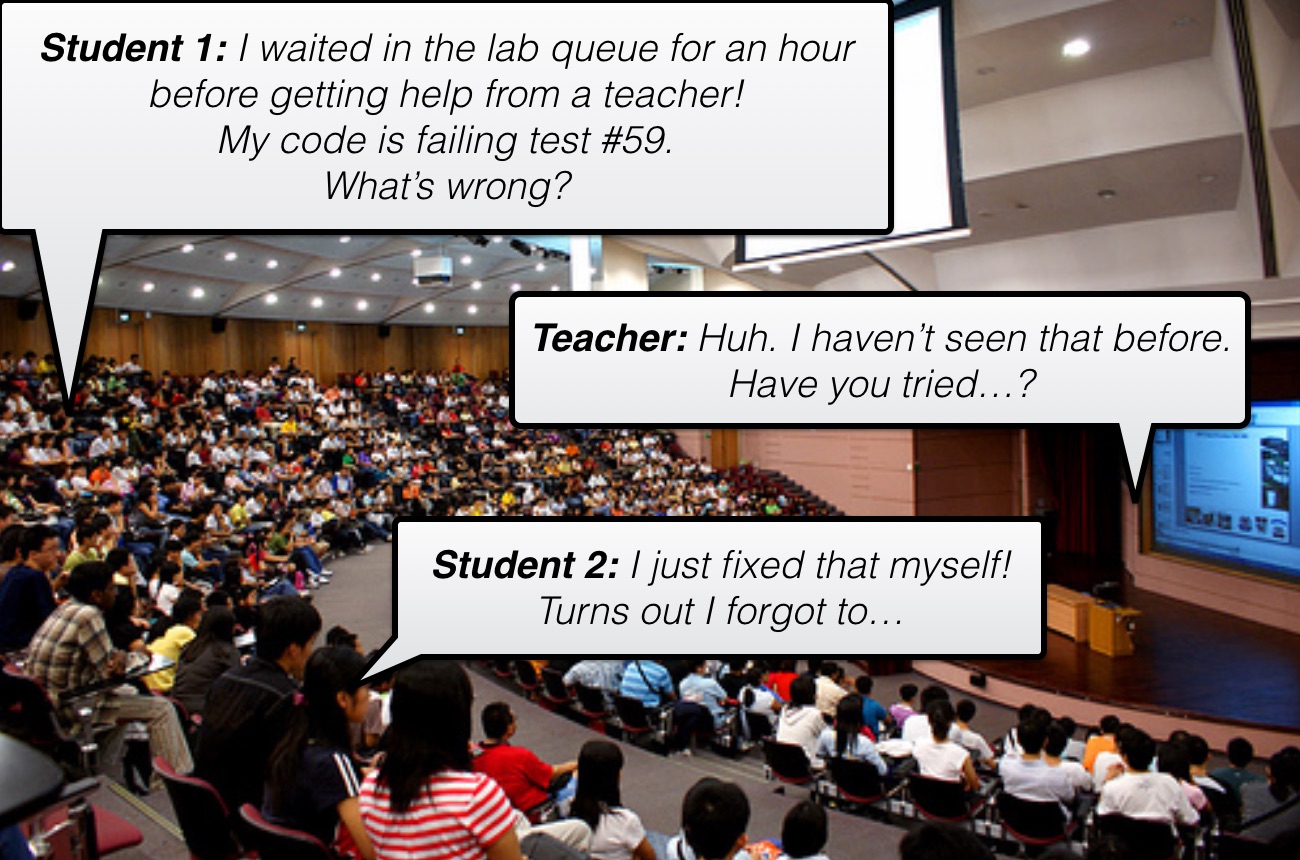 Student 1: I waited in the lab queue for an hour
before getting help from a teacher!
My code is failing test #59.
What's wrong?
Teacher: Huh. I haven't seen that before.
Have you tried…?
Student 2: I just fixed that myself!
Turns out I forgot to…